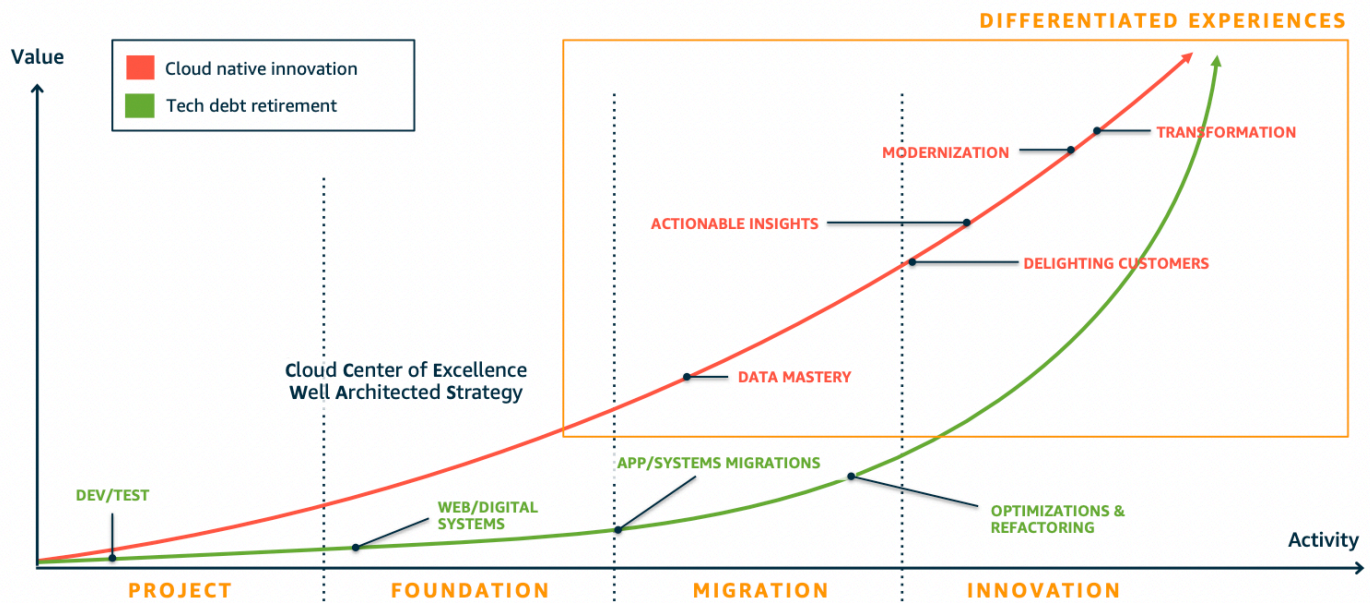 DIFFERENTIATED EXPERIENCES
Value
Cloud native innovation
Tech debt retirement
TRANSFORMATION
MODERNIZATION
ACTIONABLE INSIGHTS
DELIGHTING CUSTOMERS
Cloud Center of Excellence
Well Architected Strategy
DATA MASTERY
APP/SYSTEMS MIGRATIONS
DEV/TEST
WEB/DIGITAL
SYSTEMS
OPTIMIZATIONS &
REFACTORING
Activity
PROJECT
FOUNDATION
MIGRATION
INNOVATION